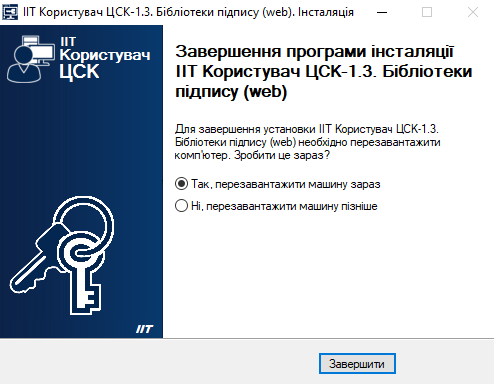 ІІТ Користувач ЦСК-1.3. Бібліотеки підпису (web). Інсталяція
ІІТ
Користувач
ЦСК
Завершення програми інсталяції
ІІТ Користувач ЦСК-1.3. Бібліотеки
підпису (web)
Для завершення установки ІІТ Користувач ЦСК-1.3.
Бібліотеки підпису (web) необхідно перезавантажити
комп'ютер. Зробити це зараз?
Так, перезавантажити машину зараз
Ні, перезавантажити машину пізніше
ІІТ
Завершити